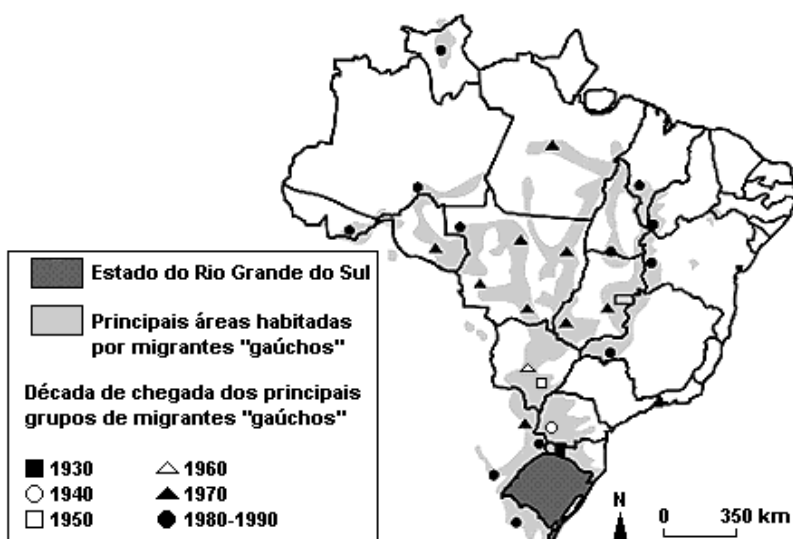 Estado do Rio Grande do Sul
Principais áreas habitadas
por migrantes "gaúchos"
Década de chegada dos principais
grupos de migrantes "gaúchos"
1930
1960
1940
1970
1950
1980-1990
N
0 350 km